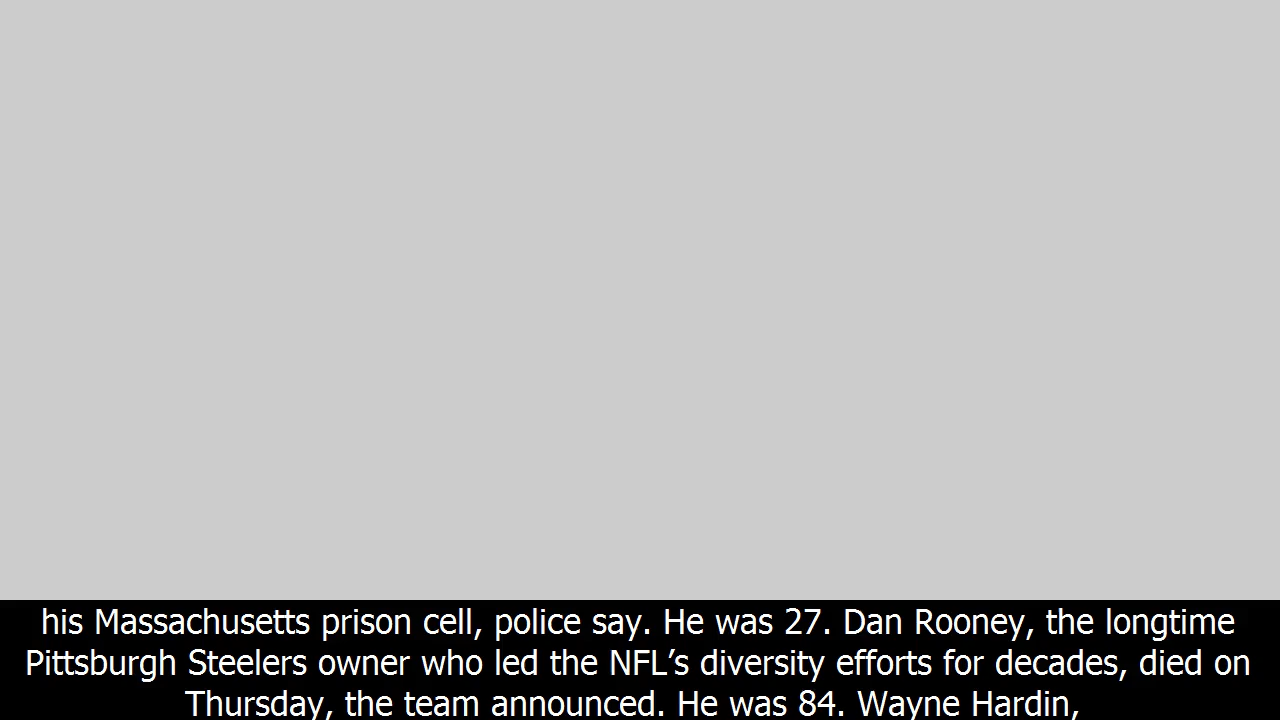 his Massachusetts prison cell, police say. He was 27. Dan Rooney, the longtime
Pittsburgh Steelers owner who led the NFL’s diversity efforts for decades, died on
Thursday, the team announced. He was 84. Wayne Hardin,